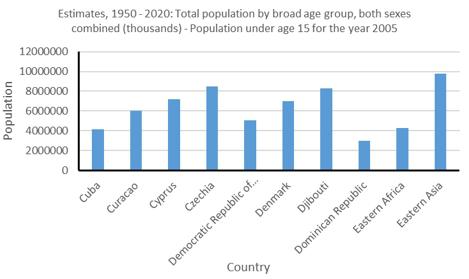 Estimates, 1950 - 2020: Total population by broad age group, both sexes
combined (thousands) - Population under age 15 for the year 2005
Population
12000000
10000000
8000000
6000000
4000000
2000000
0
Cuba
Curacao
Cyprus
Czechia
Democratic Republic of...
Denmark
Djibouti
Dominican Republic
Eastern Africa
Eastern Asia
Country